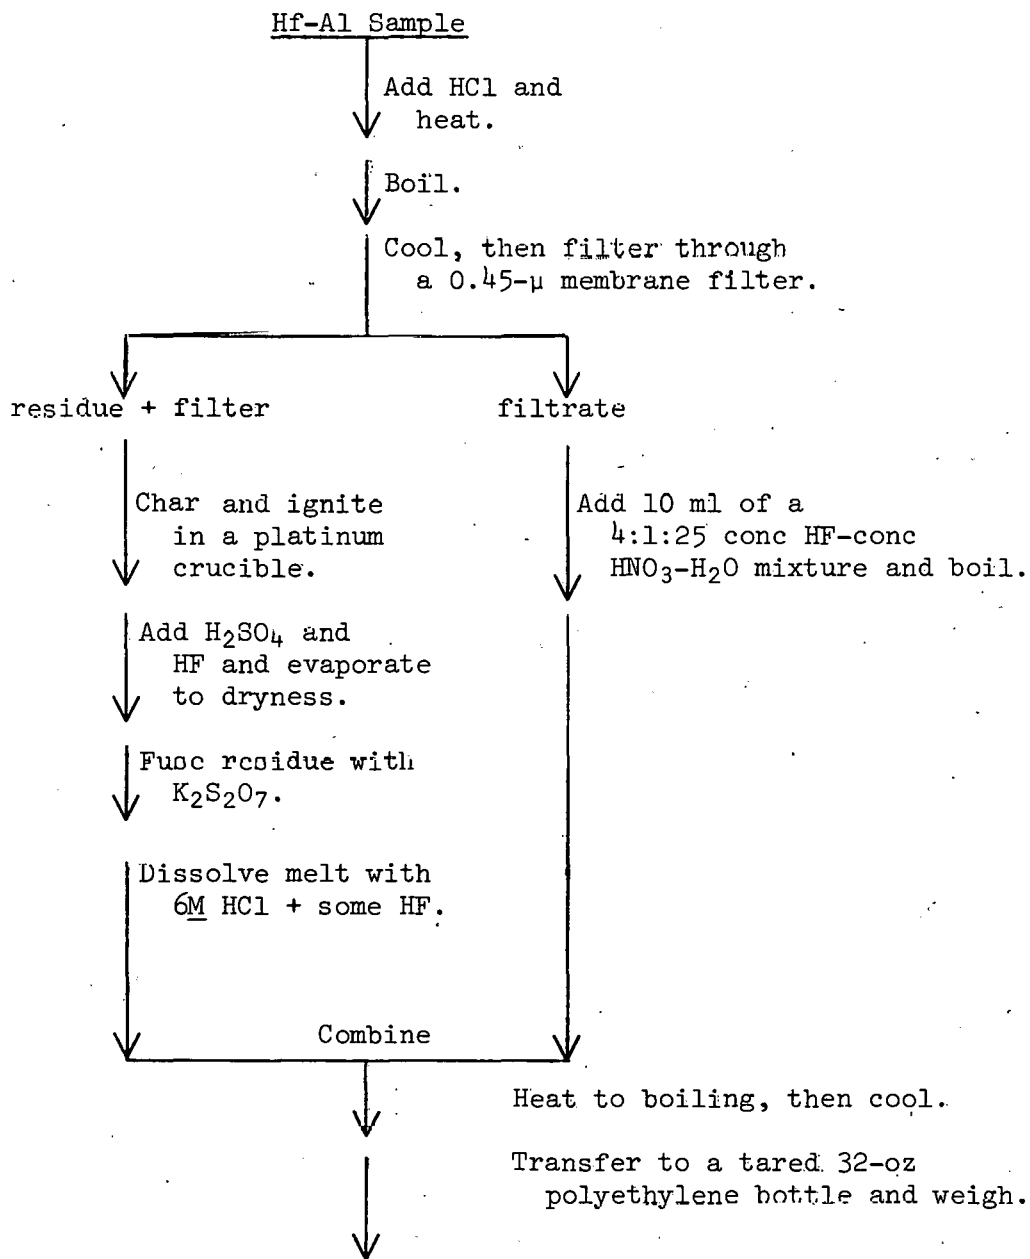 Hf-Al Sample
Add HCl and
heat.
Boil.
Cool, then filter through
a 0.45-μ membrane filter.
residue + filter
filtrate
Char and ignite
in a platinum
crucible.
Add H₂SO₄ and
HF and evaporate
to dryness.
Fuse residue with
K₂S₂O₇.
Dissolve melt with
6M HCl + some HF.
Add 10 ml of a
4:1:25 conc HF-conc
HNO₃-H₂O mixture and boil.
Combine
Heat to boiling, then cool.
Transfer to a tared 32-oz
polyethylene bottle and weigh.